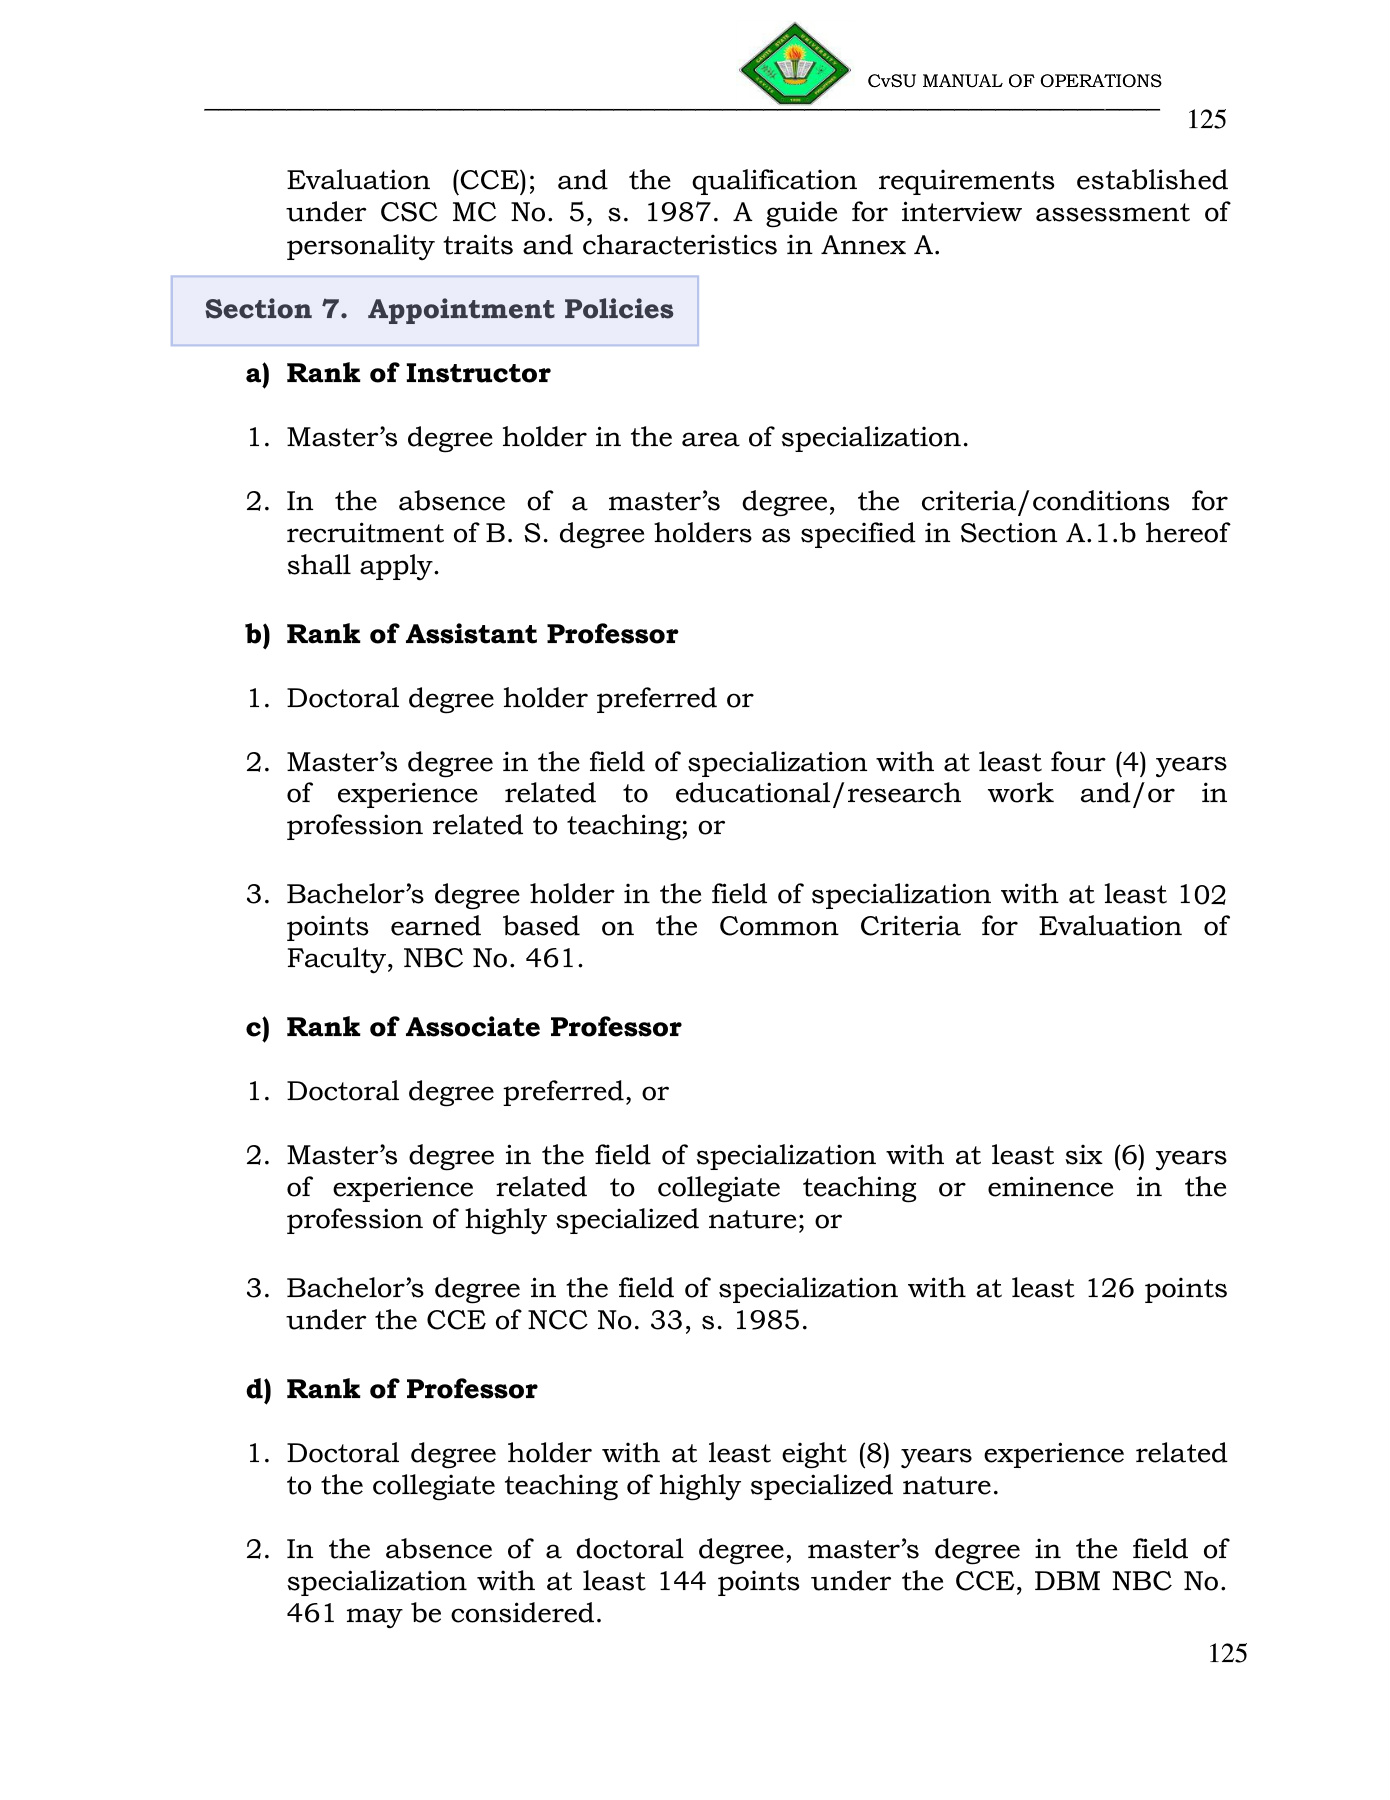 CvSU MANUAL OF OPERATIONS
125
Evaluation (CCE); and the qualification requirements established
under CSC MC No. 5, s. 1987. A guide for interview assessment of
personality traits and characteristics in Annex A.
Section 7. Appointment Policies
a) Rank of Instructor
1. Master’s degree holder in the area of specialization.
2. In the absence of a master’s degree, the criteria/conditions for
recruitment of B. S. degree holders as specified in Section A.1.b hereof
shall apply.
b) Rank of Assistant Professor
1. Doctoral degree holder preferred or
2. Master’s degree in the field of specialization with at least four (4) years
of experience related to educational/research work and/or in
profession related to teaching; or
3. Bachelor’s degree holder in the field of specialization with at least 102
points earned based on the Common Criteria for Evaluation of
Faculty, NBC No. 461.
c) Rank of Associate Professor
1. Doctoral degree preferred, or
2. Master’s degree in the field of specialization with at least six (6) years
of experience related to collegiate teaching or eminence in the
profession of highly specialized nature; or
3. Bachelor’s degree in the field of specialization with at least 126 points
under the CCE of NCC No. 33, s. 1985.
d) Rank of Professor
1. Doctoral degree holder with at least eight (8) years experience related
to the collegiate teaching of highly specialized nature.
2. In the absence of a doctoral degree, master’s degree in the field of
specialization with at least 144 points under the CCE, DBM NBC No.
461 may be considered.
125